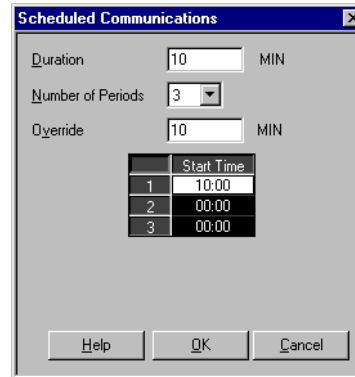 Scheduled Communications
Duration 10 MIN
Number of Periods 3
Override 10 MIN
Start Time
1 10:00
2 00:00
3 00:00
Help OK Cancel